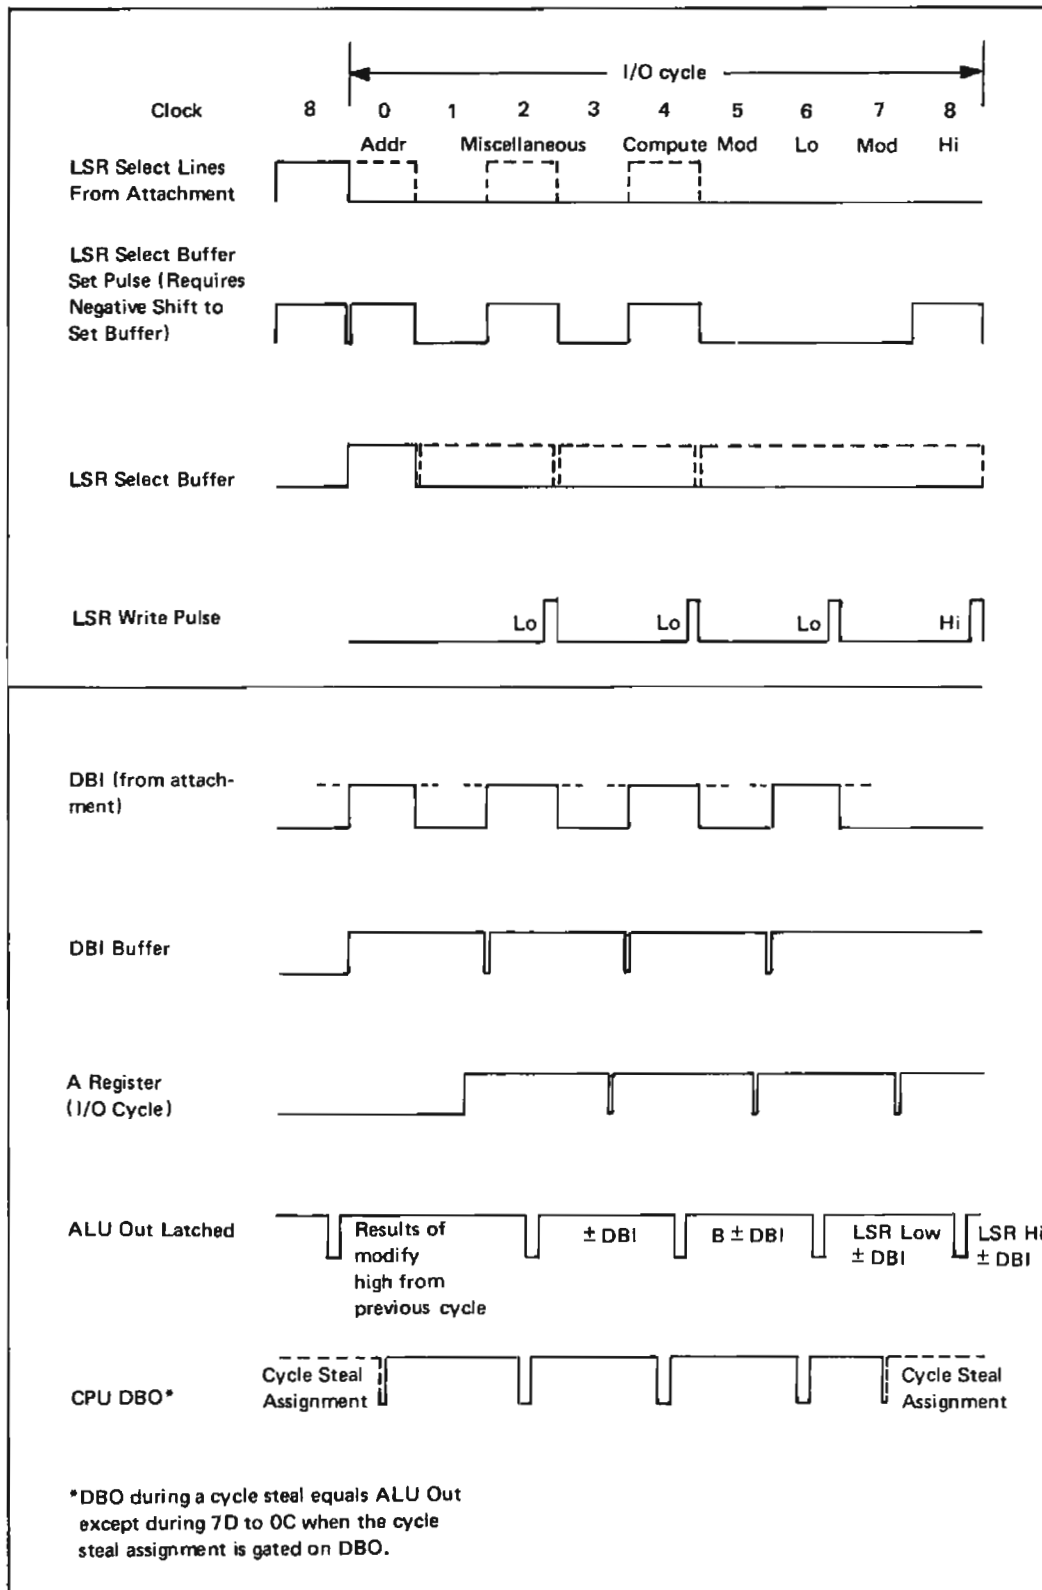 I/O cycle
Clock 8 0 1 2 3 4 5 6 7 8
Addr Miscellaneous Compute Mod Lo Mod Hi
LSR Select Lines
From Attachment
LSR Select Buffer
Set Pulse (Requires
Negative Shift to
Set Buffer)
LSR Select Buffer
LSR Write Pulse Lo Lo Lo Hi
DBI (from attach-
ment)
DBI Buffer
A Register
(I/O Cycle)
ALU Out Latched
Results of
modify
high from
previous cycle
± DBI
B ± DBI
LSR Low
± DBI
LSR Hi
± DBI
CPU DBO*
Cycle Steal
Assignment
Cycle Steal
Assignment
*DBO during a cycle steal equals ALU Out
except during 7D to 0C when the cycle
steal assignment is gated on DBO.